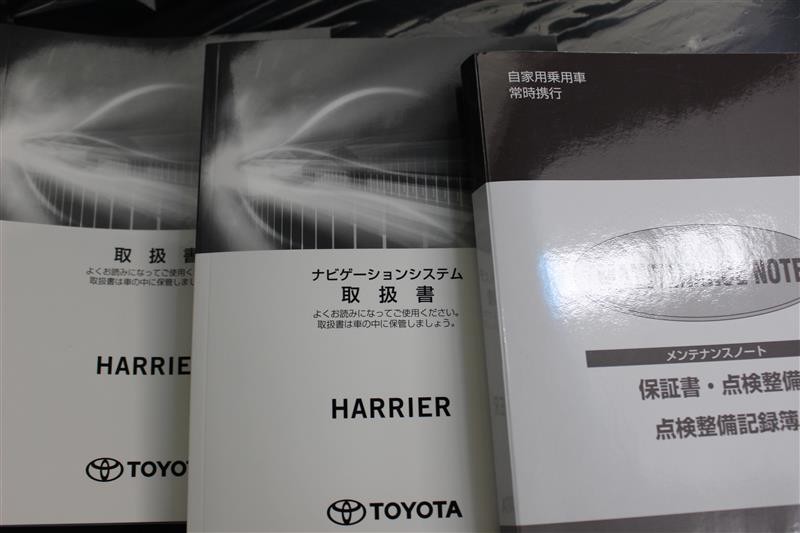 取扱書
よくお読みになってご使用く
取扱書は車の中に保管しまし
HARRIE
TOYOTA
ナビゲーションシステム
取扱書
よくお読みになってご使用ください。
取扱書は車の中に保管しましょう。
HARRIER
TOYOTA
自家用乗用車
常時携行
NOTE
メンテナンスノート
保証書・点検整備
点検整備記録簿